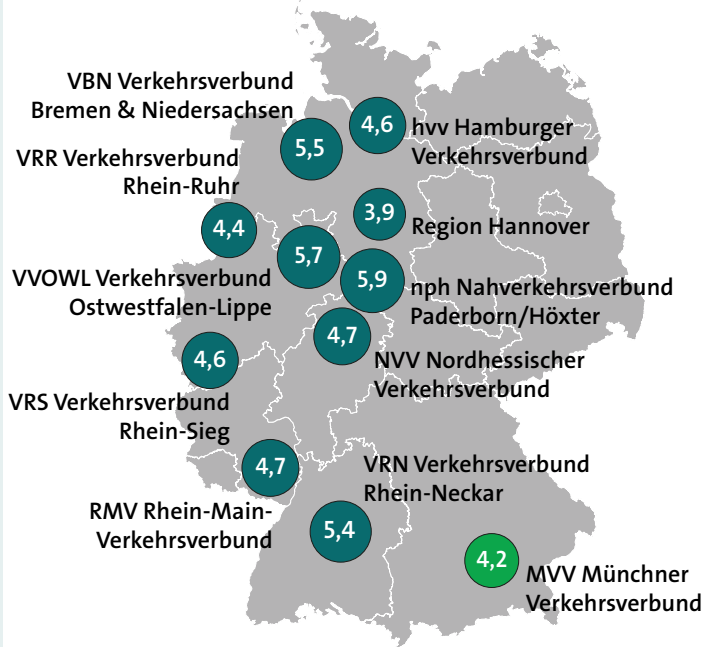 VBN Verkehrsverbund
Bremen & Niedersachsen
5,5
4,6
hvv Hamburger
Verkehrsverbund
VRR Verkehrsverbund
Rhein-Ruhr
4,4
3,9
Region Hannover
VVOWL Verkehrsverbund
Ostwestfalen-Lippe
5,7
5,9
nph Nahverkehrsverbund
Paderborn/Höxter
4,7
NVV Nordhessischer
Verkehrsverbund
4,6
VRS Verkehrsverbund
Rhein-Sieg
4,7
RMV Rhein-Main-
Verkehrsverbund
VRN Verkehrsverbund
Rhein-Neckar
5,4
4,2
MVV Münchner
Verkehrsverbund